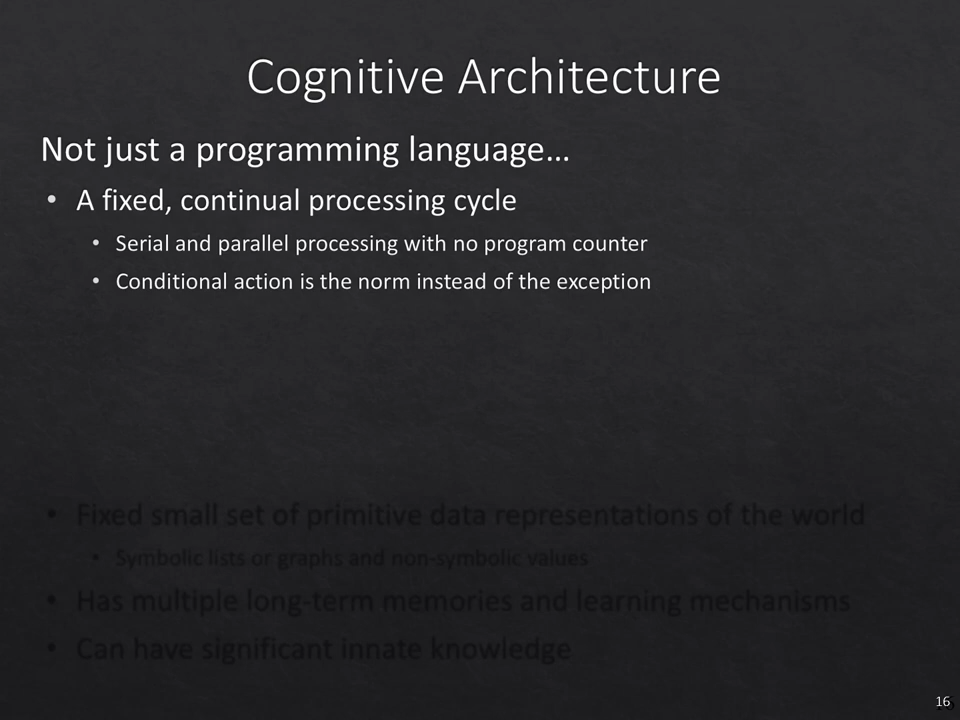 Cognitive Architecture
Not just a programming language…
• A fixed, continual processing cycle
• Serial and parallel processing with no program counter
• Conditional action is the norm instead of the exception
• Fixed small set of primitive data representations of the world
• Symbolic lists or graphs and non-symbolic values
• Has multiple long-term memories and learning mechanisms
• Can have significant innate knowledge
16